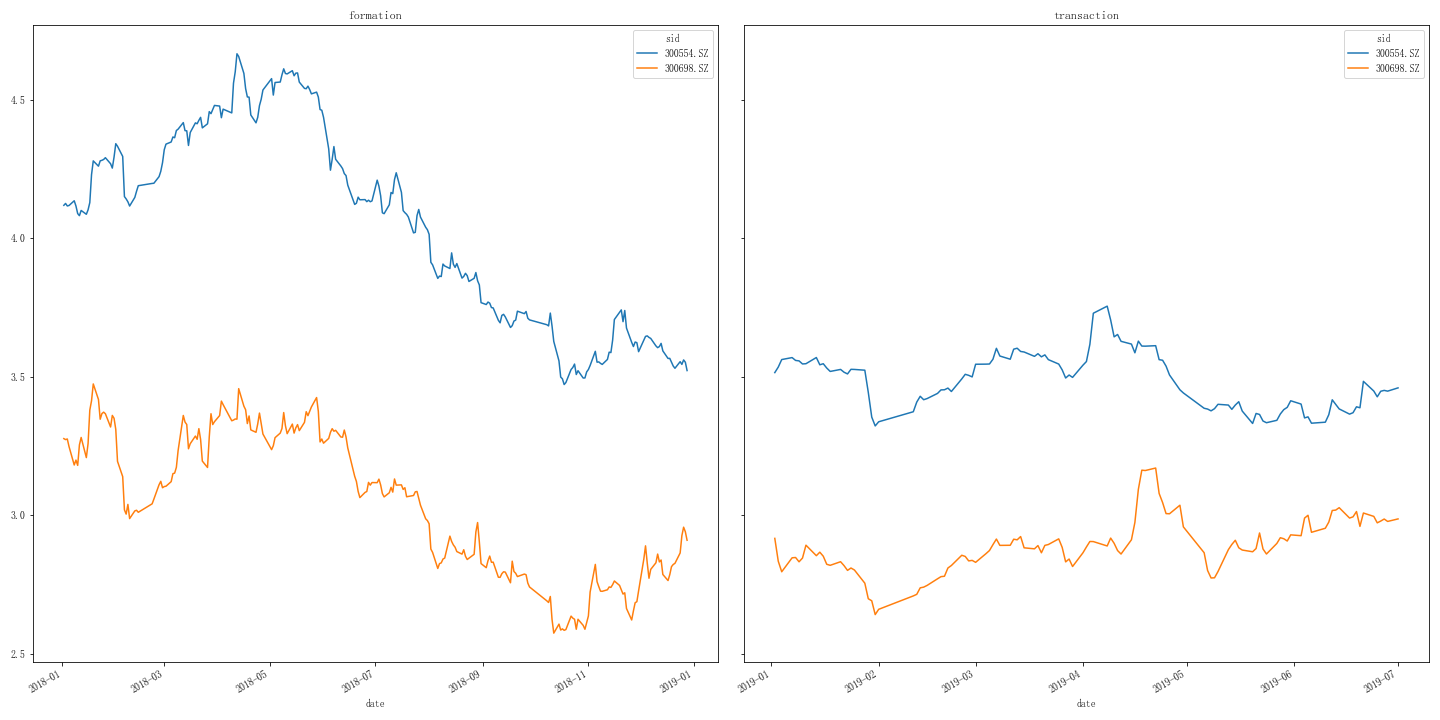 formation
sid
300554.SZ
300698.SZ
4.5
4.0
3.5
3.0
2.5
2018-01
2018-03
2018-05
2018-07
2018-09
2018-11
2019-01
date
transaction
sid
300554.SZ
300698.SZ
2019-01
2019-02
2019-03
2019-04
2019-05
2019-06
2019-07
date